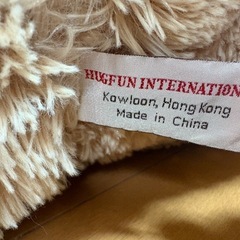 HUGFUN INTERNATION
Kowloon, Hong Kong
Made in China